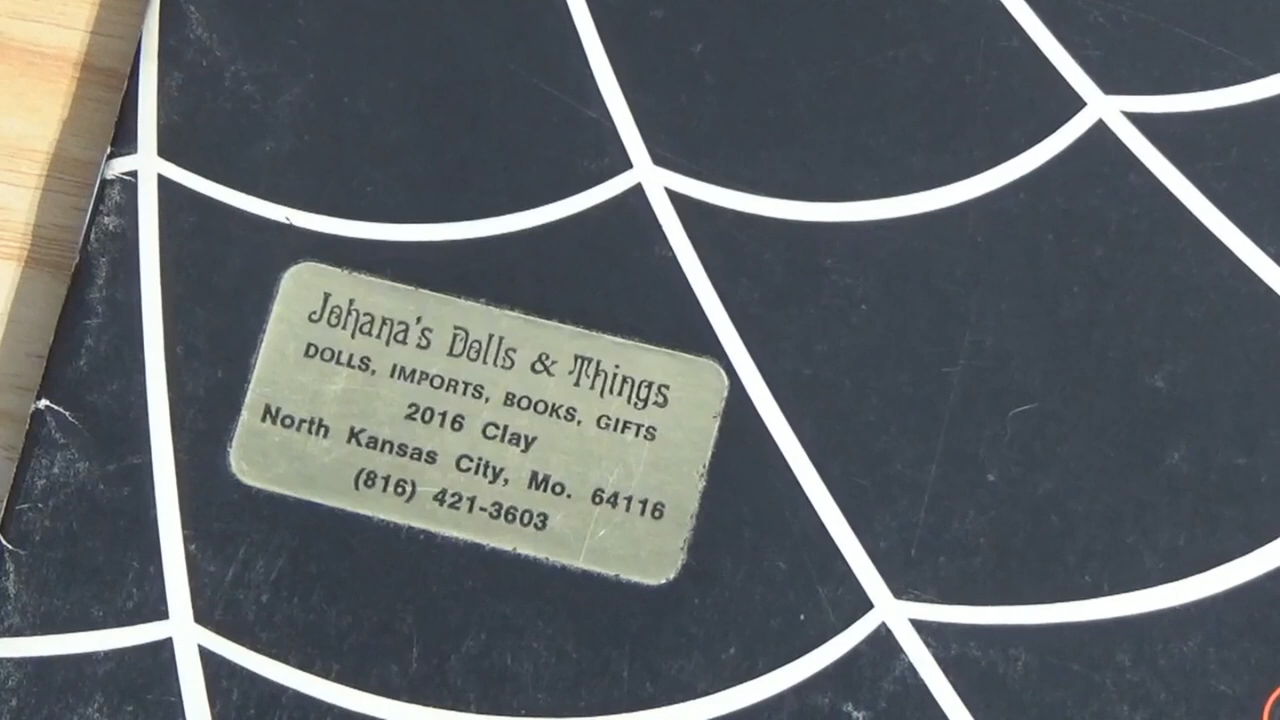 Johana's Dolls & Things
DOLLS, IMPORTS, BOOKS, GIFTS
2016 Clay
North Kansas City, Mo. 64116
(816) 421-3603